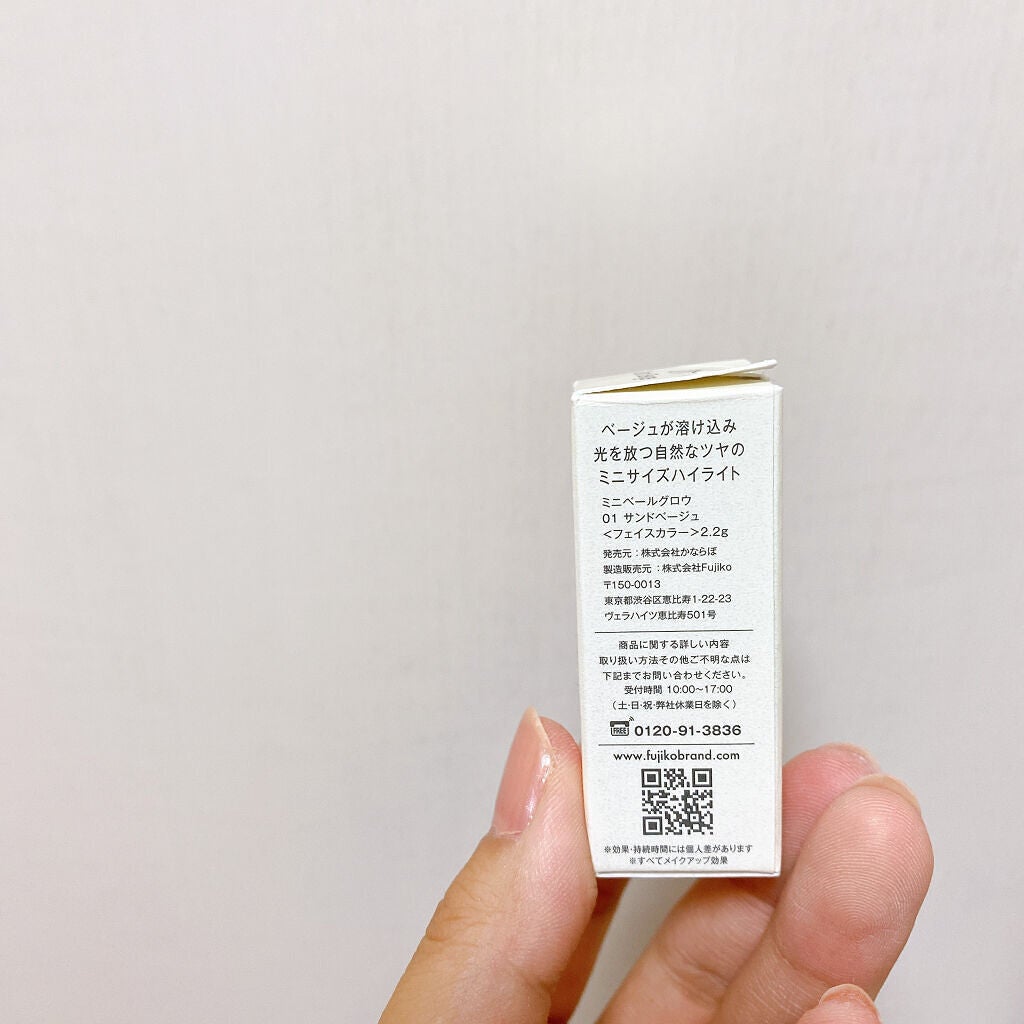 ベージュが溶け込み
光を放つ自然なツヤの
ミニサイズハイライト
ミニベールグロウ
01 サンドベージュ
<フェイスカラー>2.2g
発売元：株式会社かならぼ
製造販売元：株式会社Fujiko
〒150-0013
東京都渋谷区恵比寿1-22-23
ヴェラハイツ恵比寿501号
商品に関する詳しい内容
取り扱い方法その他ご不明な点は
下記までお問い合わせください。
受付時間 10:00~17:00
(土・日・祝・弊社休業日を除く)
FREE 0120-91-3836
www.fujikobrand.com
※効果・持続時間には個人差があります
※すべてメイクアップ効果